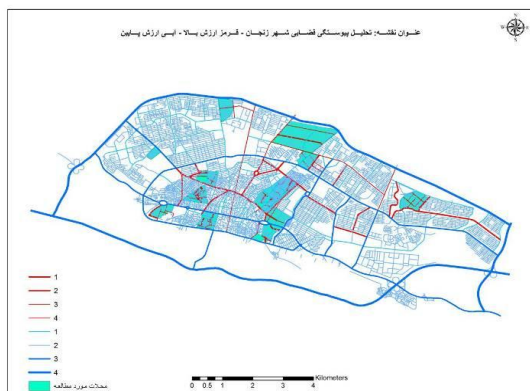 عنوان نقشه: تحلیل پیوستگی فضایی شهر زنجان - قرمز ارزش بالا - ابی ارزش پایین
1
2
3
4
1
2
3
4
محلات مورد مطالعه
Kilometers
0 0.5 1 2 3 4